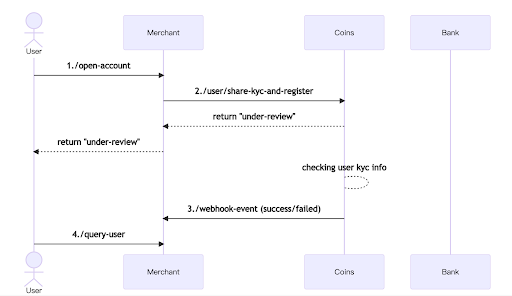 User
Merchant
Coins
Bank
1./open-account
2./user/share-kyc-and-register
return "under-review"
return "under-review"
checking user kyc info
3./webhook-event (success/failed)
4./query-user
User
Merchant
Coins
Bank